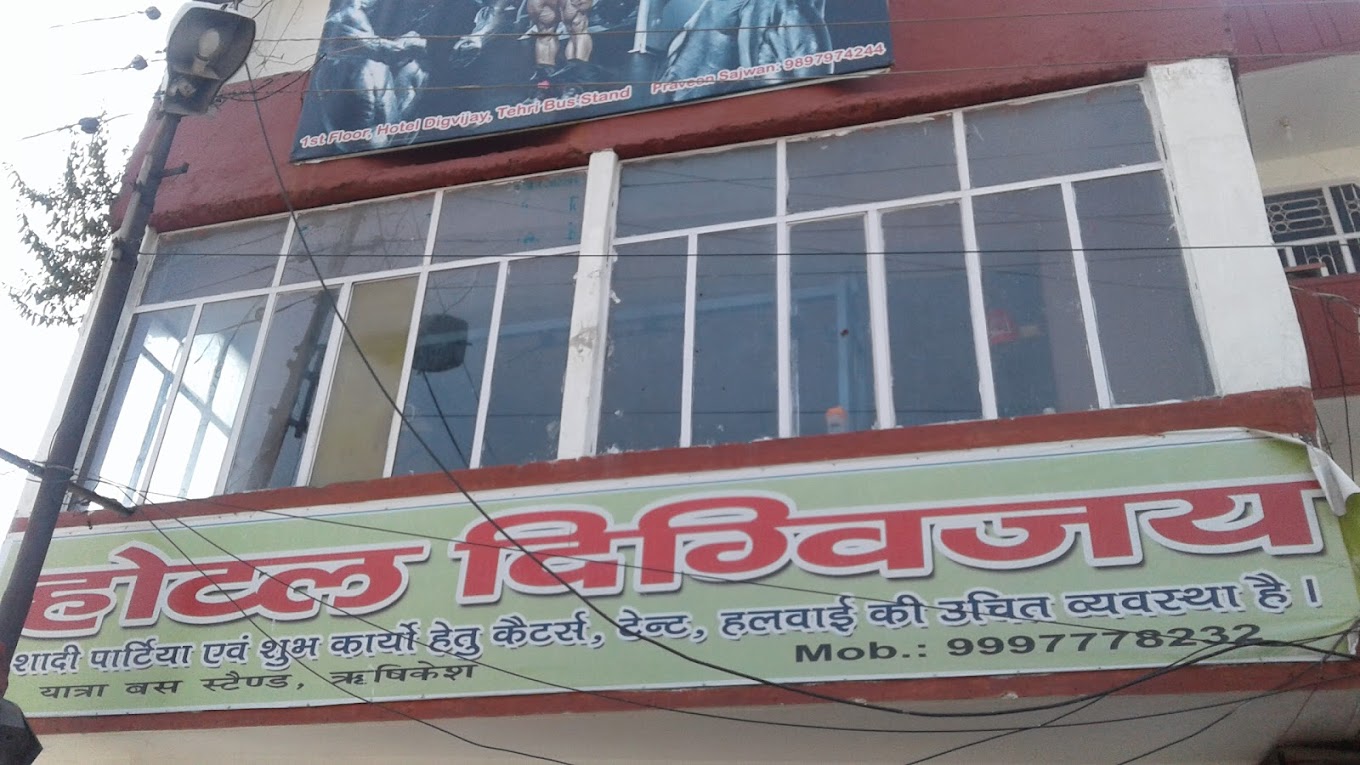 1st Floor, Hotel Digvijay, Tehri Bus Stand Praveen Sajwan: 9897974244
होटल दिग्विजय
शादी पार्टिया एवं शुभ कार्यो हेतु कैटर्स, टेन्ट, हलवाई की उचित व्यवस्था है।
यात्रा बस स्टैण्ड, ऋषिकेश Mob.: 9997778232